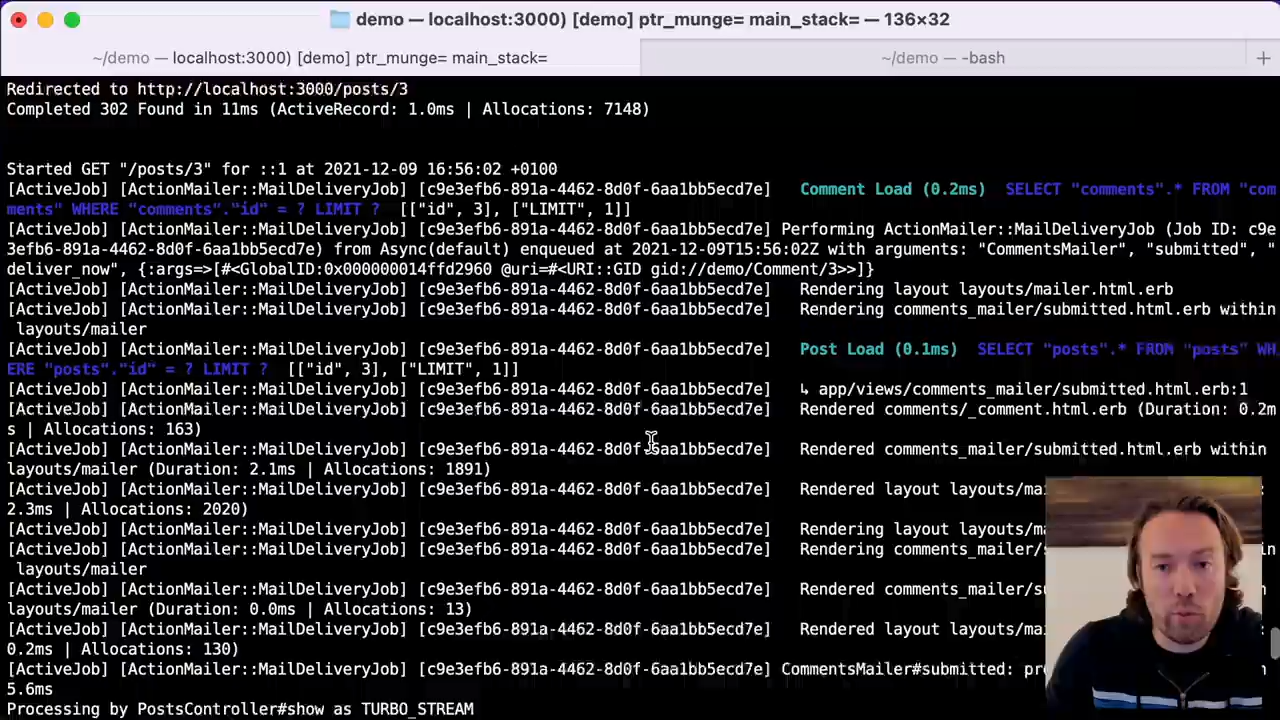 demo — localhost:3000) [demo] ptr_munge= main_stack= — 136×32
~/demo — localhost:3000) [demo] ptr_munge= main_stack=
~/demo — -bash
Redirected to http://localhost:3000/posts/3
Completed 302 Found in 11ms (ActiveRecord: 1.0ms | Allocations: 7148)
Started GET "/posts/3" for ::1 at 2021-12-09 16:56:02 +0100
[ActiveJob] [ActionMailer::MailDeliveryJob] [c9e3efb6-891a-4462-8d0f-6aa1bb5ecd7e]   Comment Load (0.2ms)  SELECT "comments".* FROM "com
ments" WHERE "comments"."id" = ? LIMIT ?  [["id", 3], ["LIMIT", 1]]
[ActiveJob] [ActionMailer::MailDeliveryJob] [c9e3efb6-891a-4462-8d0f-6aa1bb5ecd7e] Performing ActionMailer::MailDeliveryJob (Job ID: c9e
3efb6-891a-4462-8d0f-6aa1bb5ecd7e) from Async(default) enqueued at 2021-12-09T15:56:02Z with arguments: "CommentsMailer", "submitted", "
deliver_now", {:args=>[#<GlobalID:0x000000014ffd2960 @uri=#<URI::GID gid://demo/Comment/3>>]}
[ActiveJob] [ActionMailer::MailDeliveryJob] [c9e3efb6-891a-4462-8d0f-6aa1bb5ecd7e]   Rendering layout layouts/mailer.html.erb
[ActiveJob] [ActionMailer::MailDeliveryJob] [c9e3efb6-891a-4462-8d0f-6aa1bb5ecd7e]   Rendering comments_mailer/submitted.html.erb within
layouts/mailer
[ActiveJob] [ActionMailer::MailDeliveryJob] [c9e3efb6-891a-4462-8d0f-6aa1bb5ecd7e]   Post Load (0.1ms)  SELECT "posts".* FROM "posts" WH
ERE "posts"."id" = ? LIMIT ?  [["id", 3], ["LIMIT", 1]]
[ActiveJob] [ActionMailer::MailDeliveryJob] [c9e3efb6-891a-4462-8d0f-6aa1bb5ecd7e]   ↳ app/views/comments_mailer/submitted.html.erb:1
[ActiveJob] [ActionMailer::MailDeliveryJob] [c9e3efb6-891a-4462-8d0f-6aa1bb5ecd7e]   Rendered comments/_comment.html.erb (Duration: 0.2m
s | Allocations: 163)
[ActiveJob] [ActionMailer::MailDeliveryJob] [c9e3efb6-891a-4462-8d0f-6aa1bb5ecd7e]   Rendered comments_mailer/submitted.html.erb within
layouts/mailer (Duration: 2.1ms | Allocations: 1891)
[ActiveJob] [ActionMailer::MailDeliveryJob] [c9e3efb6-891a-4462-8d0f-6aa1bb5ecd7e]   Rendered layout layouts/mai
2.3ms | Allocations: 2020)
[ActiveJob] [ActionMailer::MailDeliveryJob] [c9e3efb6-891a-4462-8d0f-6aa1bb5ecd7e]   Rendering layout layouts/ma
[ActiveJob] [ActionMailer::MailDeliveryJob] [c9e3efb6-891a-4462-8d0f-6aa1bb5ecd7e]   Rendering comments_mailer/s in
layouts/mailer
[ActiveJob] [ActionMailer::MailDeliveryJob] [c9e3efb6-891a-4462-8d0f-6aa1bb5ecd7e]   Rendered comments_mailer/su in
layouts/mailer (Duration: 0.0ms | Allocations: 13)
[ActiveJob] [ActionMailer::MailDeliveryJob] [c9e3efb6-891a-4462-8d0f-6aa1bb5ecd7e]   Rendered layout layouts/ma :
0.2ms | Allocations: 130)
[ActiveJob] [ActionMailer::MailDeliveryJob] [c9e3efb6-891a-4462-8d0f-6aa1bb5ecd7e] CommentsMailer#submitted: pr n
5.6ms
Processing by PostsController#show as TURBO_STREAM